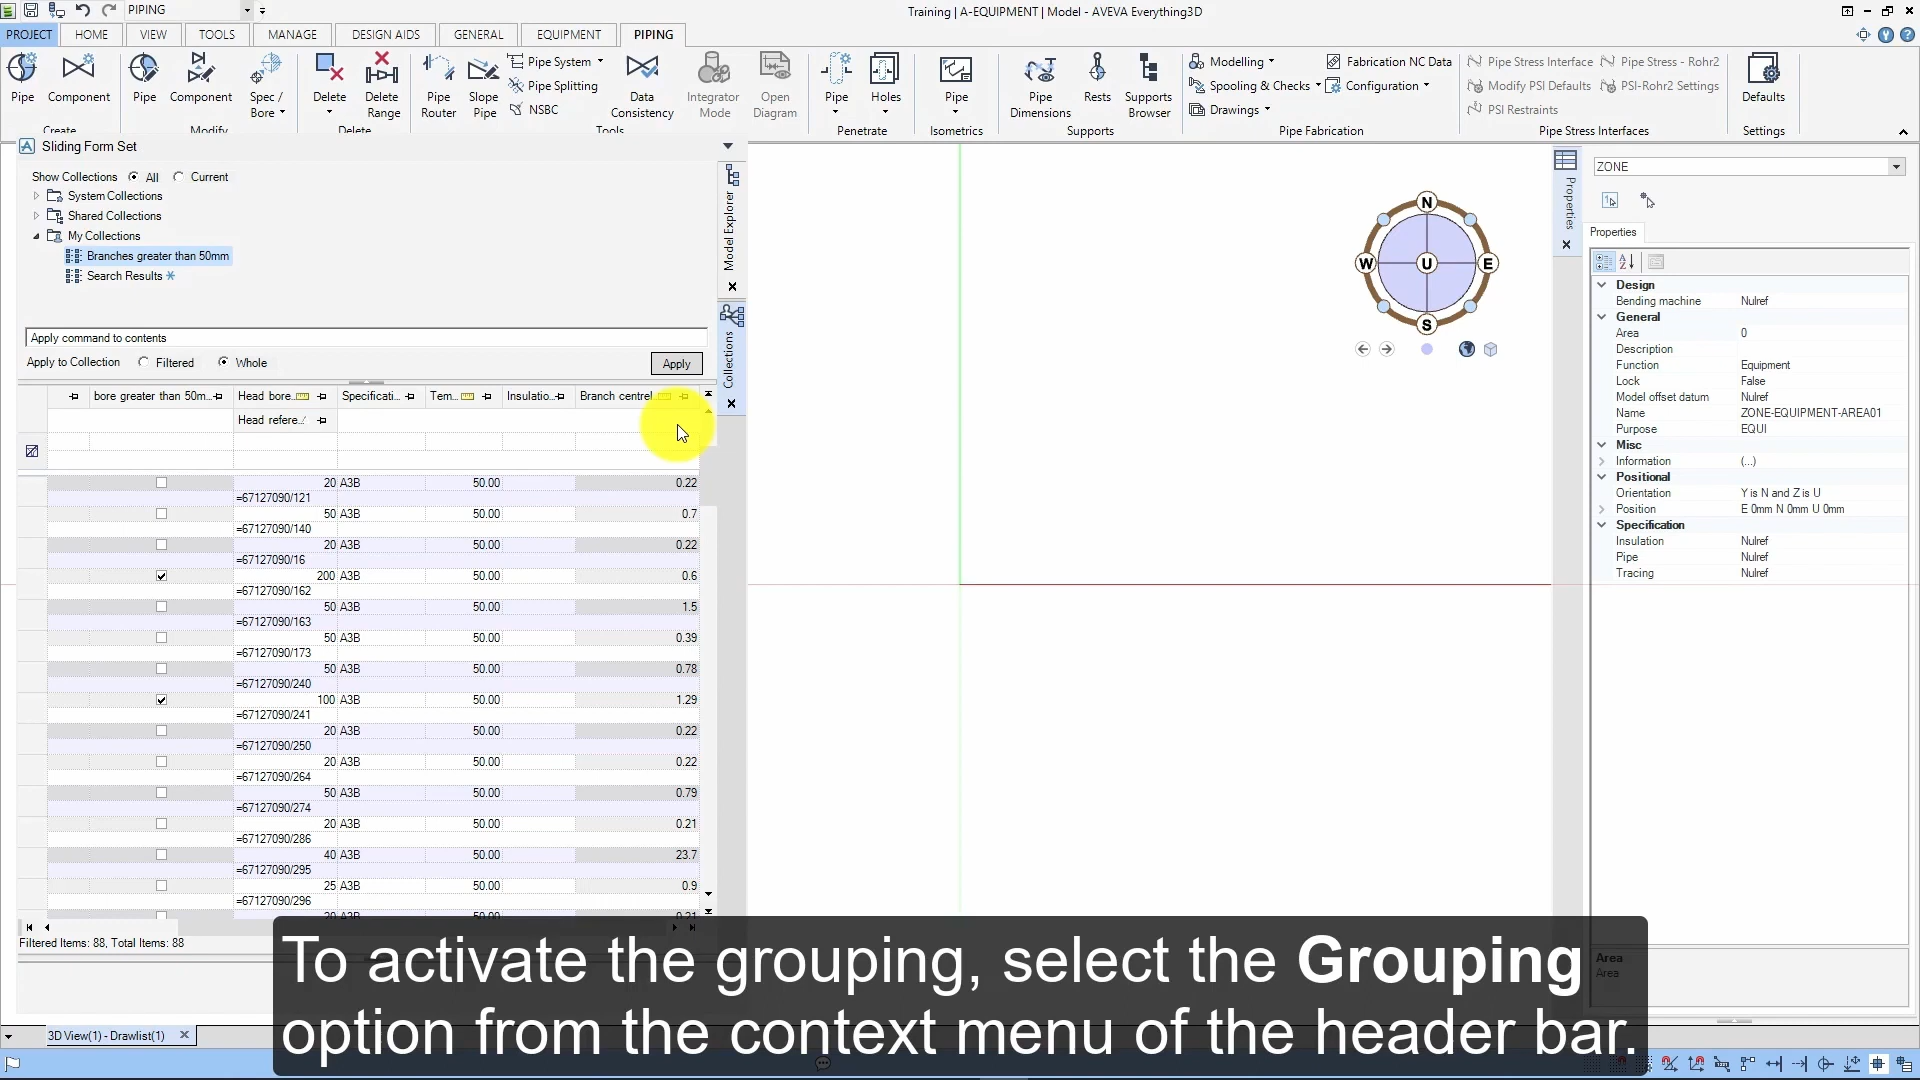 PIPING
Training | A-EQUIPMENT | Model - AVEVA Everything3D
PROJECT HOME VIEW TOOLS MANAGE DESIGN AIDS GENERAL EQUIPMENT PIPING
Pipe Component
Create
Pipe Component Spec / Bore
Modify
Delete Delete Range
Delete
Pipe Router Slope Pipe
Pipe System
Pipe Splitting
NSBC
Data Consistency Integrator Mode Open Diagram
Tools
Pipe Holes
Penetrate
Pipe
Isometrics
Pipe Dimensions Rests Supports Browser
Supports
Modelling Fabrication NC Data
Spooling & Checks Configuration
Drawings
Pipe Fabrication
Pipe Stress Interface Pipe Stress - Rohr2
Modify PSI Defaults PSI-Rohr2 Settings
PSI Restraints
Pipe Stress Interfaces
Defaults
Settings
Sliding Form Set
Show Collections All Current
System Collections
Shared Collections
My Collections
Branches greater than 50mm
Search Results
Apply command to contents
Apply to Collection Filtered Whole Apply
Model Explorer
Collections
bore greater than 50m... Head bore... Specificati... Tem... Insulatio... Branch centrel...
Head refere...
20 A3B 50.00 0.22
=67127090/121
50 A3B 50.00 0.7
=67127090/140
20 A3B 50.00 0.22
=67127090/16
200 A3B 50.00 0.6
=67127090/162
50 A3B 50.00 1.5
=67127090/163
50 A3B 50.00 0.39
=67127090/173
50 A3B 50.00 0.78
=67127090/240
100 A3B 50.00 1.29
=67127090/241
20 A3B 50.00 0.22
=67127090/250
20 A3B 50.00 0.22
=67127090/264
50 A3B 50.00 0.79
=67127090/274
20 A3B 50.00 0.21
=67127090/286
40 A3B 50.00 23.7
=67127090/295
25 A3B 50.00 0.9
=67127090/296
20 A3B 50.00 0.21
Filtered Items: 88, Total Items: 88
N
W U E
S
Properties
ZONE
Properties
Design
Bending machine Nulref
General
Area 0
Description
Function Equipment
Lock False
Model offset datum Nulref
Name ZONE-EQUIPMENT-AREA01
Purpose EQUI
Misc
Information (...)
Positional
Orientation Y is N and Z is U
Position E 0mm N 0mm U 0mm
Specification
Insulation Nulref
Pipe Nulref
Tracing Nulref
Area
Area
3D View(1) - Drawlist(1)
To activate the grouping, select the Grouping
option from the context menu of the header bar.